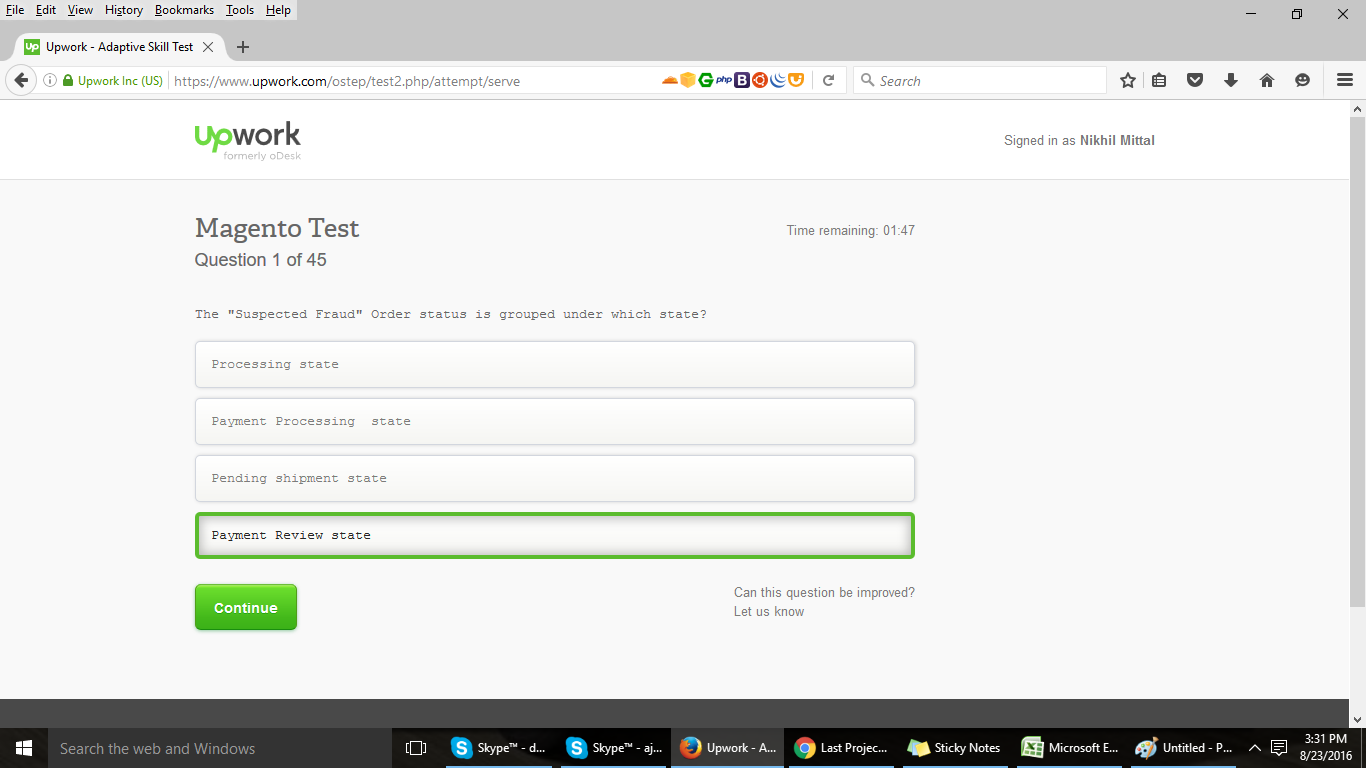 File Edit View History Bookmarks Tools Help
Up Upwork - Adaptive Skill Test
Upwork Inc (US) https://www.upwork.com/ostep/test2.php/attempt/serve php B Search
upwork
formerly oDesk
Signed in as Nikhil Mittal
Magento Test
Time remaining: 01:47
Question 1 of 45
The "Suspected Fraud" Order status is grouped under which state?
Processing state
Payment Processing  state
Pending shipment state
Payment Review state
Continue
Can this question be improved?
Let us know
Search the web and Windows
Skype™ - d...
Skype™ - aj...
Upwork - A...
Last Projec...
Sticky Notes
Microsoft E...
Untitled - P...
3:31 PM
8/23/2016